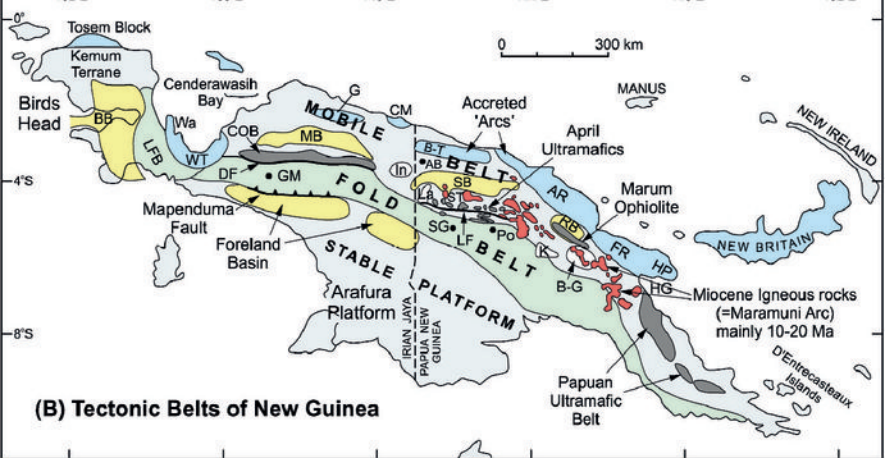 0°
Tosem Block
Kemum
Terrane
Cenderawasih
Bay
Birds
Head
BB
LFB
Wa
WT
COB
DF
GM
MB
G
CM
MOBILE
BELT
Accreted
'Arcs'
April
Ultramafics
0 300 km
MANUS
NEW IRELAND
NEW BRITAIN
B-T
AB
In
SB
La
ST
AR
Marum
Ophiolite
RB
FR
HP
HG
4°S
Mapenduma
Fault
Foreland
Basin
FOLD
BELT
SG
LF
Po
K
B-G
STABLE
PLATFORM
Arafura
Platform
IRIAN JAYA
PAPUA NEW
GUINEA
Miocene Igneous rocks
(=Maramuni Arc)
mainly 10-20 Ma
8°S
Papuan
Ultramafic
Belt
D'Entrecasteaux
Islands
(B) Tectonic Belts of New Guinea